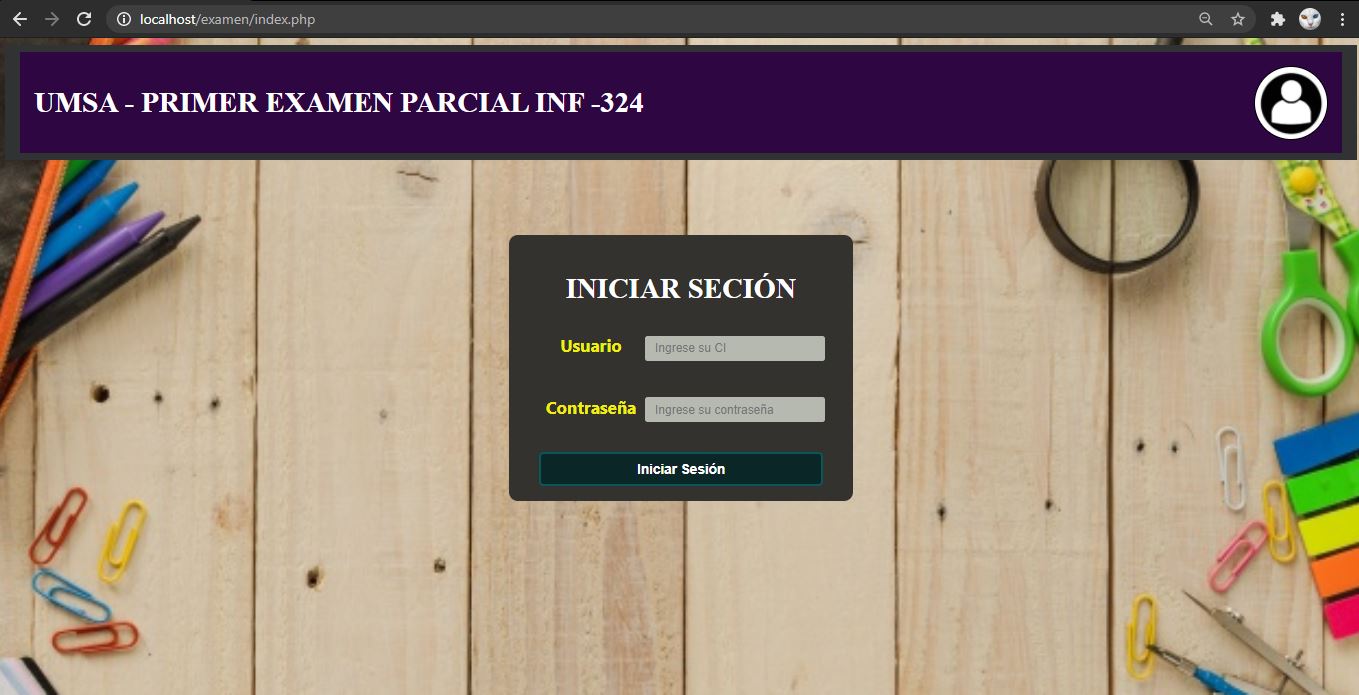 localhost/examen/index.php
UMSA - PRIMER EXAMEN PARCIAL INF -324
INICIAR SECIÓN
Usuario Ingrese su CI
Contraseña Ingrese su contraseña
Iniciar Sesión